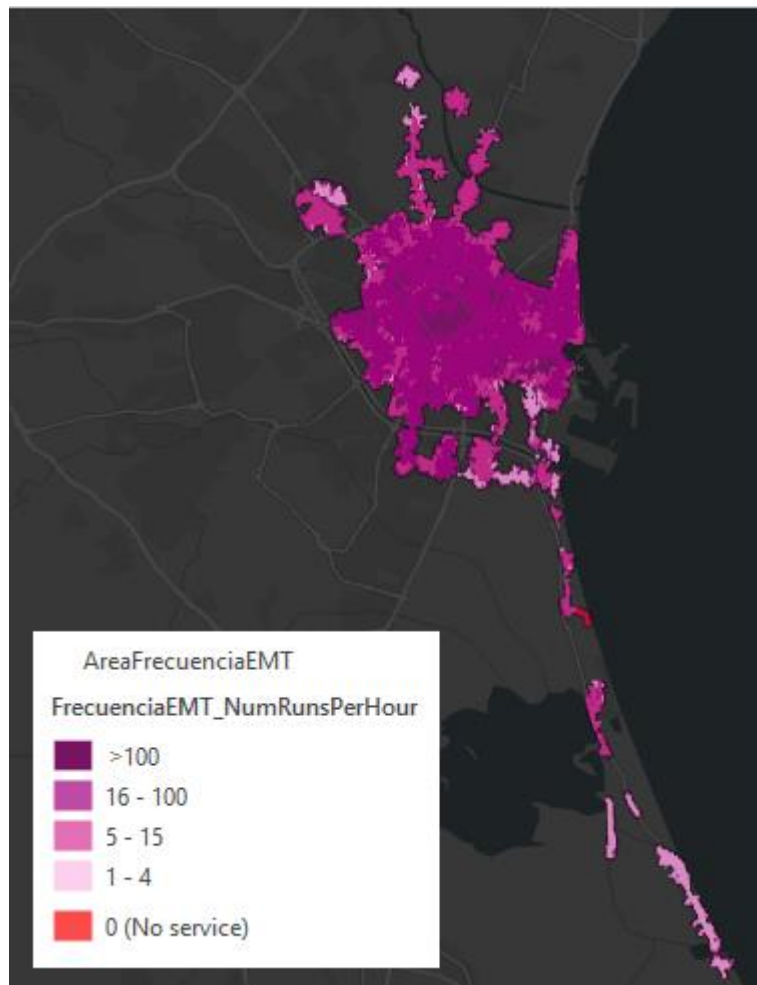 AreaFrecuenciaEMT
FrecuenciaEMT_NumRunsPerHour
>100
16 - 100
5 - 15
1 - 4
0 (No service)